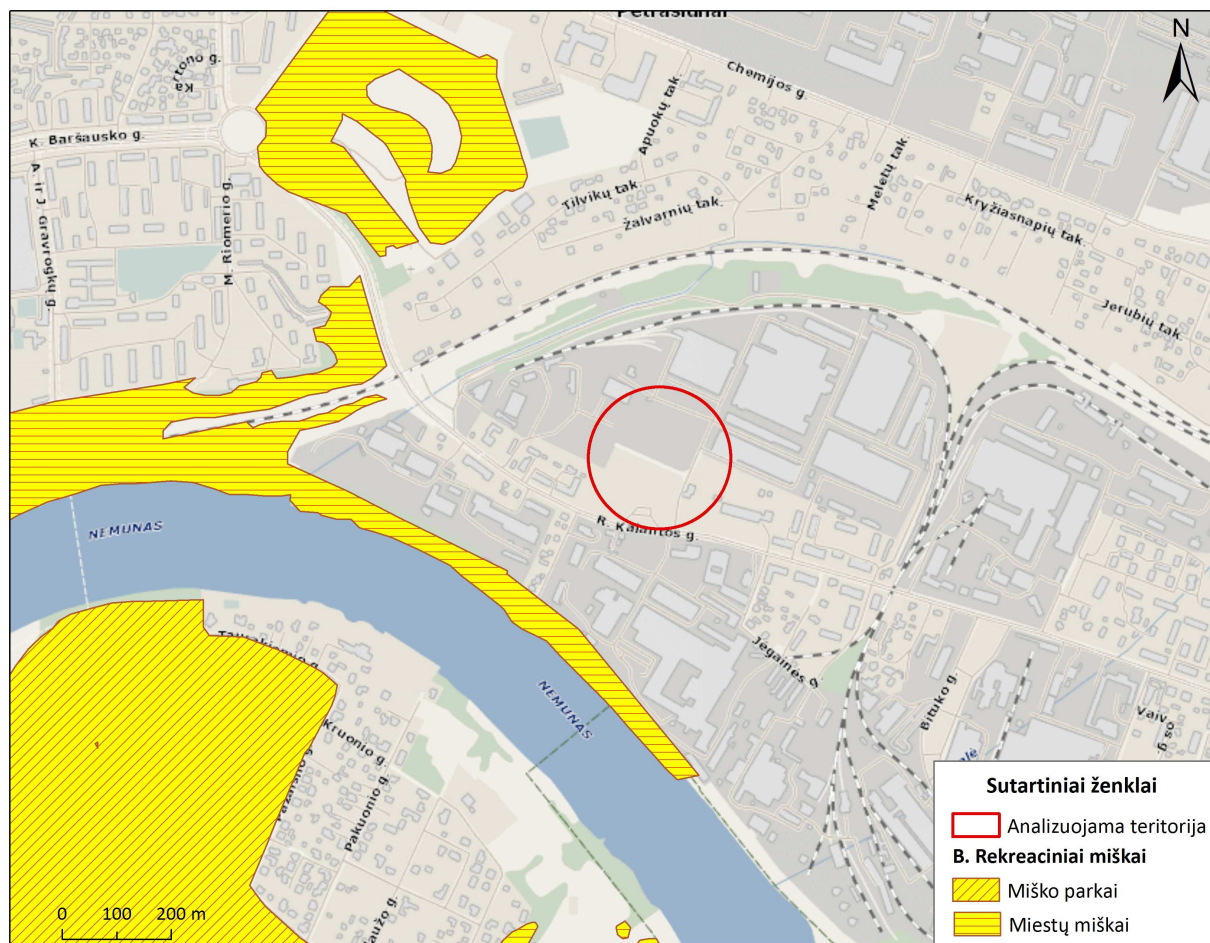 Petrašiūnai
N
Kartono g.
Chemijos g.
K. Baršausko g.
Apuokų tak.
A. ir J. Gravrogkų g.
M. Riomerio g.
Tilvikų tak.
Žalvarnių tak.
Meletų tak.
Kryžiasnapių tak.
Jerubių tak.
NEMUNAS
R. Kalantos g.
Jėgainės g.
NEMUNAS
Bituko g.
Kruonio g.
Pakuonio g.
Sutartiniai ženklai
Analizuojama teritorija
B. Rekreaciniai miškai
Miško parkai
Miestų miškai
0 100 200 m